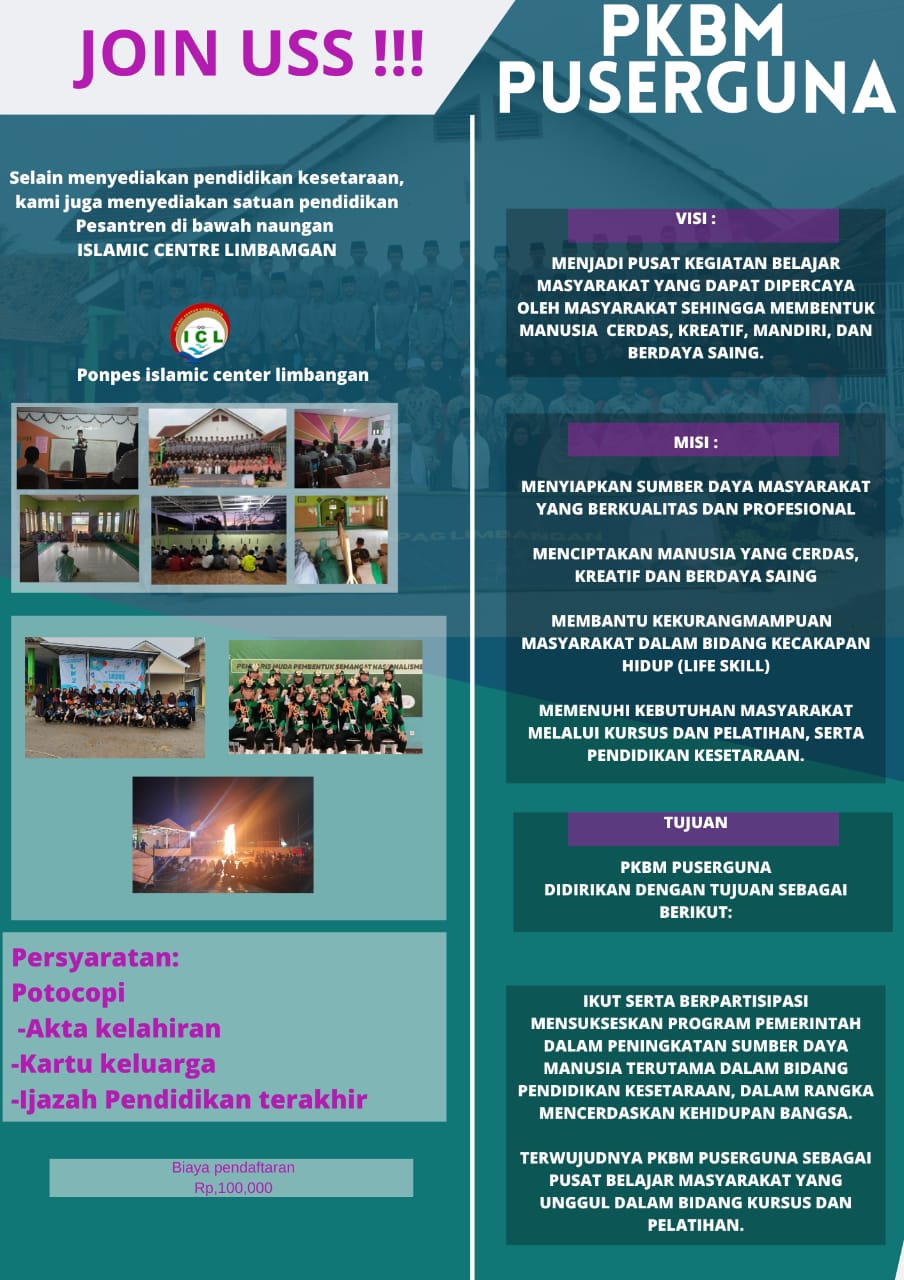 JOIN USS !!!
PKBM
PUSERGUNA
Selain menyediakan pendidikan kesetaraan,
kami juga menyediakan satuan pendidikan
Pesantren di bawah naungan
ISLAMIC CENTRE LIMBAMGAN
ICL
Ponpes islamic center limbangan
PEMBENTUK SEMANGAT NASIONALISME
Persyaratan:
Potocopi
-Akta kelahiran
-Kartu keluarga
-Ijazah Pendidikan terakhir
Biaya pendaftaran
Rp,100,000
VISI :
MENJADI PUSAT KEGIATAN BELAJAR
MASYARAKAT YANG DAPAT DIPERCAYA
OLEH MASYARAKAT SEHINGGA MEMBENTUK
MANUSIA CERDAS, KREATIF, MANDIRI, DAN
BERDAYA SAING.
MISI :
MENYIAPKAN SUMBER DAYA MASYARAKAT
YANG BERKUALITAS DAN PROFESIONAL
LIMBANGAN
MENCIPTAKAN MANUSIA YANG CERDAS,
KREATIF DAN BERDAYA SAING
MEMBANTU KEKURANGMAMPUAN
MASYARAKAT DALAM BIDANG KECAKAPAN
HIDUP (LIFE SKILL)
MEMENUHI KEBUTUHAN MASYARAKAT
MELALUI KURSUS DAN PELATIHAN, SERTA
PENDIDIKAN KESETARAAN.
TUJUAN
PKBM PUSERGUNA
DIDIRIKAN DENGAN TUJUAN SEBAGAI
BERIKUT:
IKUT SERTA BERPARTISIPASI
MENSUKSESKAN PROGRAM PEMERINTAH
DALAM PENINGKATAN SUMBER DAYA
MANUSIA TERUTAMA DALAM BIDANG
PENDIDIKAN KESETARAAN, DALAM RANGKA
MENCERDASKAN KEHIDUPAN BANGSA.
TERWUJUDNYA PKBM PUSERGUNA SEBAGAI
PUSAT BELAJAR MASYARAKAT YANG
UNGGUL DALAM BIDANG KURSUS DAN
PELATIHAN.